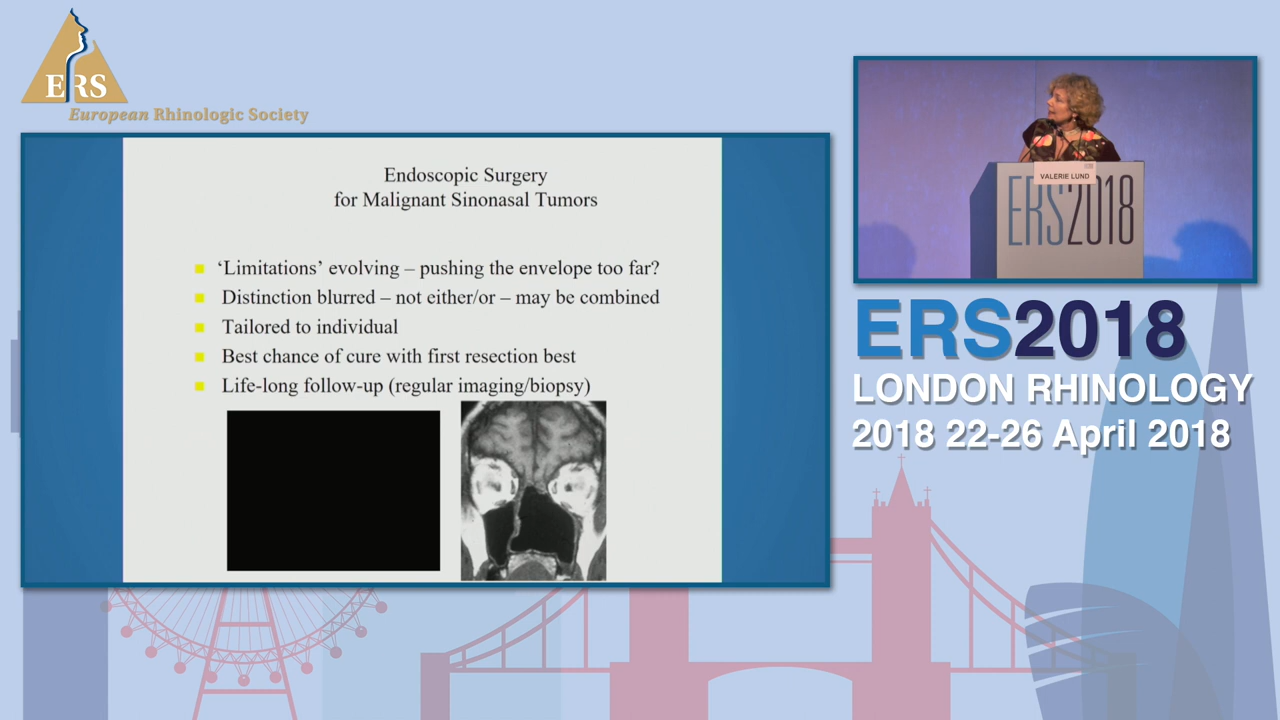 ERS
European Rhinologic Society
Endoscopic Surgery
for Malignant Sinonasal Tumors
‘Limitations’ evolving – pushing the envelope too far?
Distinction blurred – not either/or – may be combined
Tailored to individual
Best chance of cure with first resection best
Life-long follow-up (regular imaging/biopsy)
VALERIE LUND
ERS2018
ERS2018
LONDON RHINOLOGY
2018 22-26 April 2018